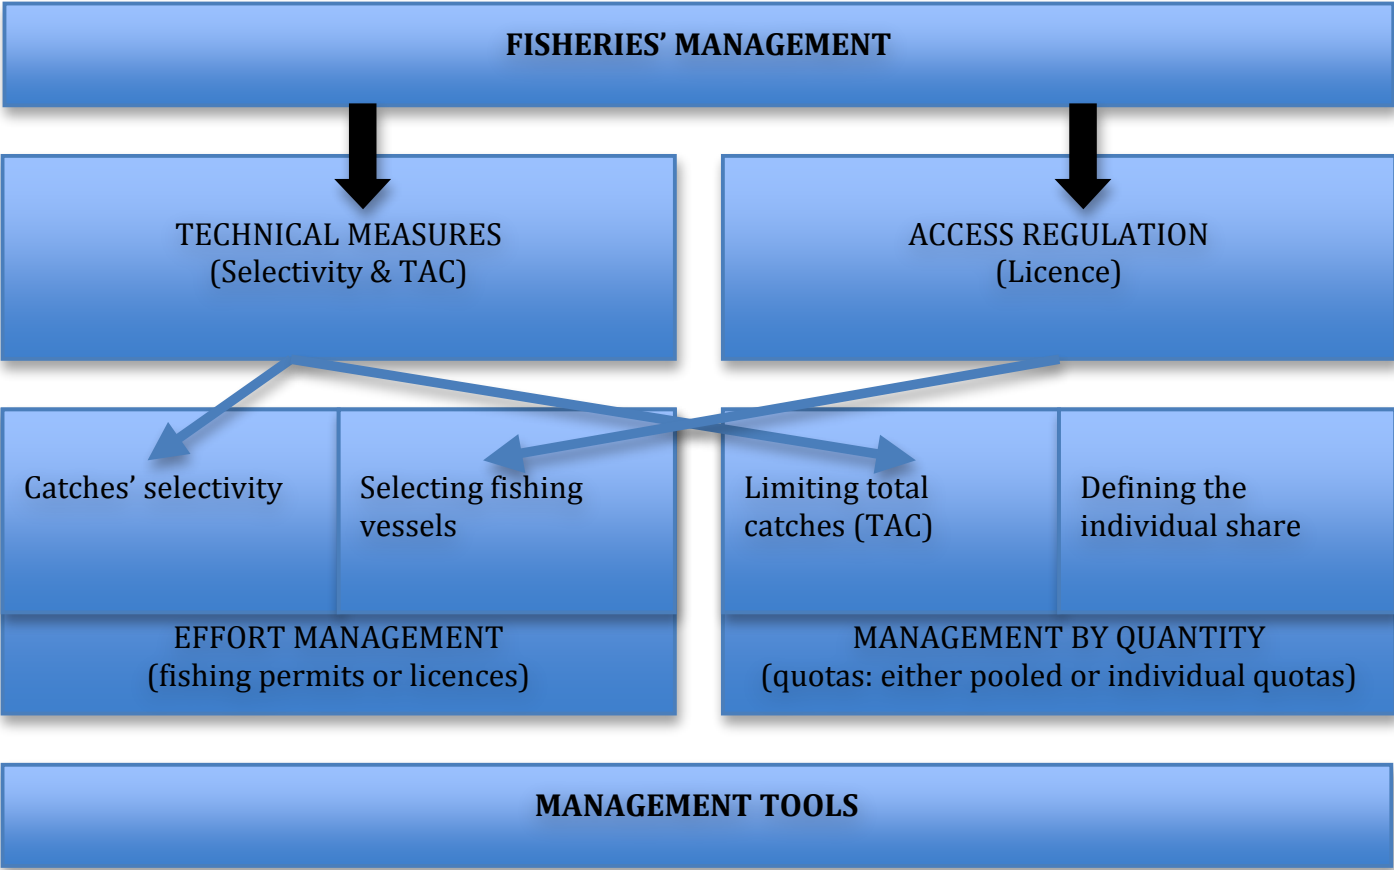 FISHERIES’ MANAGEMENT
TECHNICAL MEASURES
(Selectivity & TAC)
ACCESS REGULATION
(Licence)
Catches’ selectivity
Selecting fishing
vessels
Limiting total
catches (TAC)
Defining the
individual share
EFFORT MANAGEMENT
(fishing permits or licences)
MANAGEMENT BY QUANTITY
(quotas: either pooled or individual quotas)
MANAGEMENT TOOLS